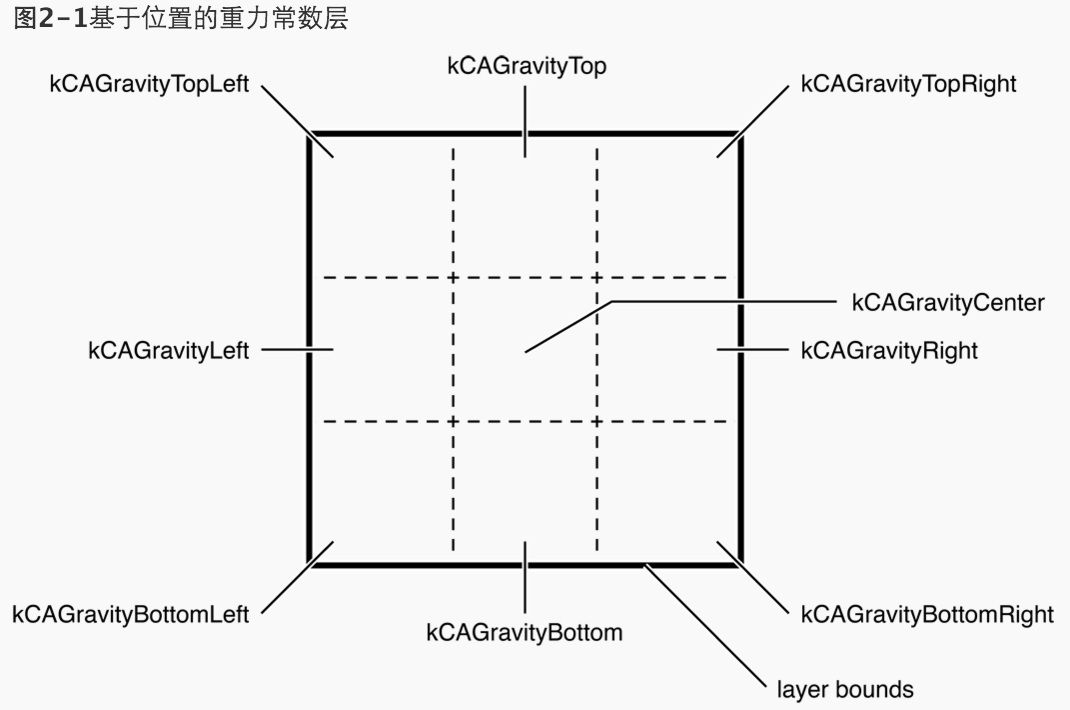 图2-1基于位置的重力常数层
kCAGravityTop
kCAGravityTopLeft
kCAGravityTopRight
kCAGravityCenter
kCAGravityLeft
kCAGravityRight
kCAGravityBottomLeft
kCAGravityBottomRight
kCAGravityBottom
layer bounds